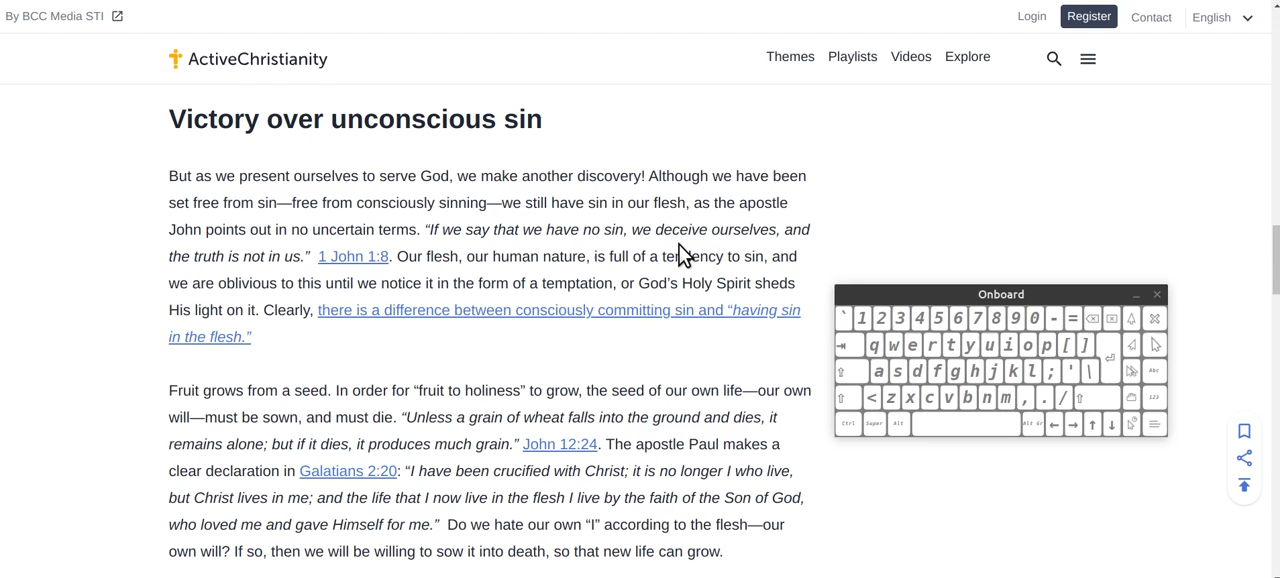 By BCC Media STI
Login Register Contact English
ActiveChristianity
Themes Playlists Videos Explore
Victory over unconscious sin
But as we present ourselves to serve God, we make another discovery! Although we have been
set free from sin—free from consciously sinning—we still have sin in our flesh, as the apostle
John points out in no uncertain terms. “If we say that we have no sin, we deceive ourselves, and
the truth is not in us.” 1 John 1:8. Our flesh, our human nature, is full of a tendency to sin, and
we are oblivious to this until we notice it in the form of a temptation, or God’s Holy Spirit sheds
His light on it. Clearly, there is a difference between consciously committing sin and “having sin
in the flesh.”
Fruit grows from a seed. In order for “fruit to holiness” to grow, the seed of our own life—our own
will—must be sown, and must die. “Unless a grain of wheat falls into the ground and dies, it
remains alone; but if it dies, it produces much grain.” John 12:24. The apostle Paul makes a
clear declaration in Galatians 2:20: “I have been crucified with Christ; it is no longer I who live,
but Christ lives in me; and the life that I now live in the flesh I live by the faith of the Son of God,
who loved me and gave Himself for me.” Do we hate our own “I” according to the flesh—our
own will? If so, then we will be willing to sow it into death, so that new life can grow.
Onboard
` 1 2 3 4 5 6 7 8 9 0 - =
q w e r t y u i o p [ ]
a s d f g h j k l ; ' \ Abc
< z x c v b n m , . / 123
Ctrl Super Alt Alt Gr ← → ↑ ↓